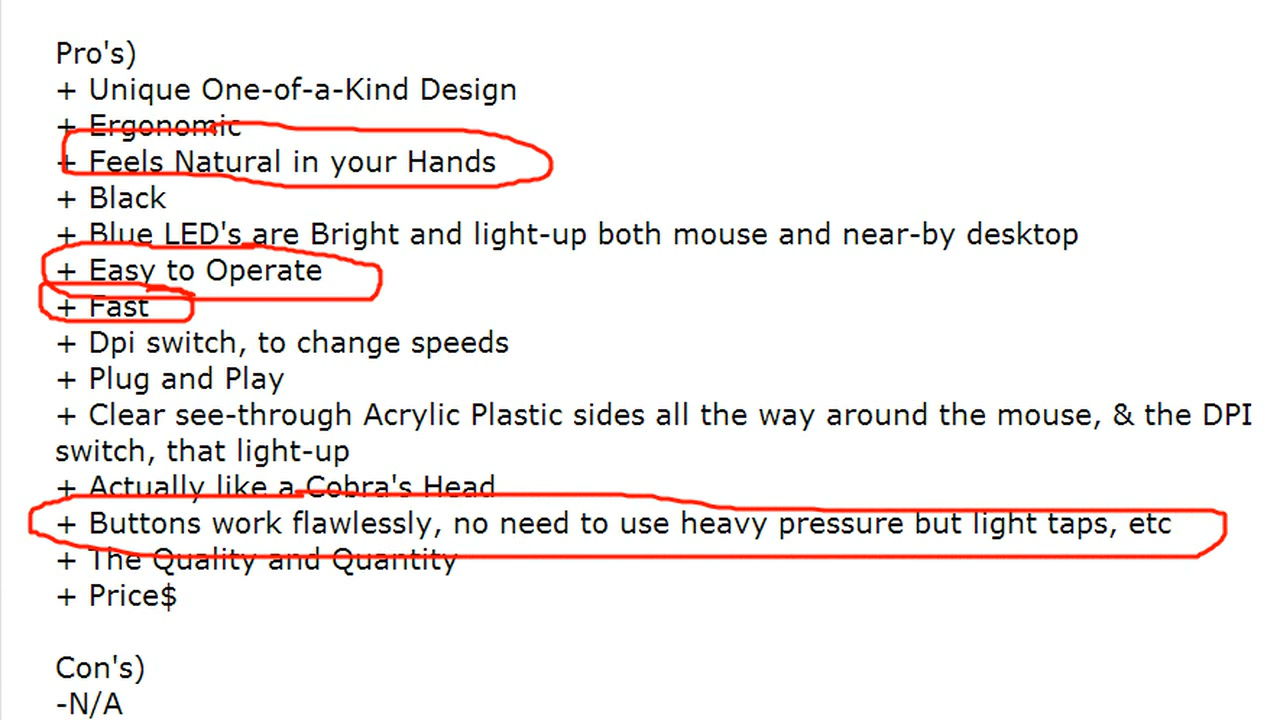 Pro's)
+ Unique One-of-a-Kind Design
+ Ergonomic
+ Feels Natural in your Hands
+ Black
+ Blue LED's are Bright and light-up both mouse and near-by desktop
+ Easy to Operate
+ Fast
+ Dpi switch, to change speeds
+ Plug and Play
+ Clear see-through Acrylic Plastic sides all the way around the mouse, & the DPI
switch, that light-up
+ Actually like a Cobra's Head
+ Buttons work flawlessly, no need to use heavy pressure but light taps, etc
+ The Quality and Quantity
+ Price$
Con's)
-N/A